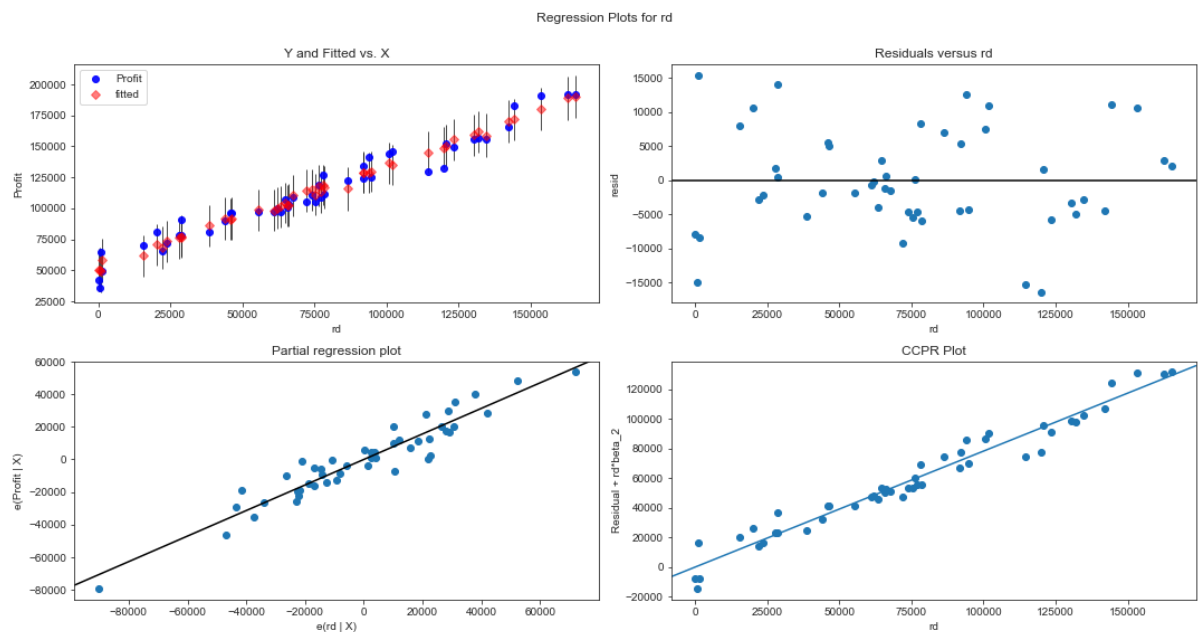 Regression Plots for rd
Y and Fitted vs. X
Profit
fitted
Profit
200000
175000
150000
125000
100000
75000
50000
25000
0 25000 50000 75000 100000 125000 150000
rd
Residuals versus rd
resid
15000
10000
5000
0
−5000
−10000
−15000
0 25000 50000 75000 100000 125000 150000
rd
Partial regression plot
e(Profit | X)
60000
40000
20000
0
−20000
−40000
−60000
−80000
−80000 −60000 −40000 −20000 0 20000 40000 60000
e(rd | X)
CCPR Plot
Residual + rd*beta_2
120000
100000
80000
60000
40000
20000
0
−20000
0 25000 50000 75000 100000 125000 150000
rd